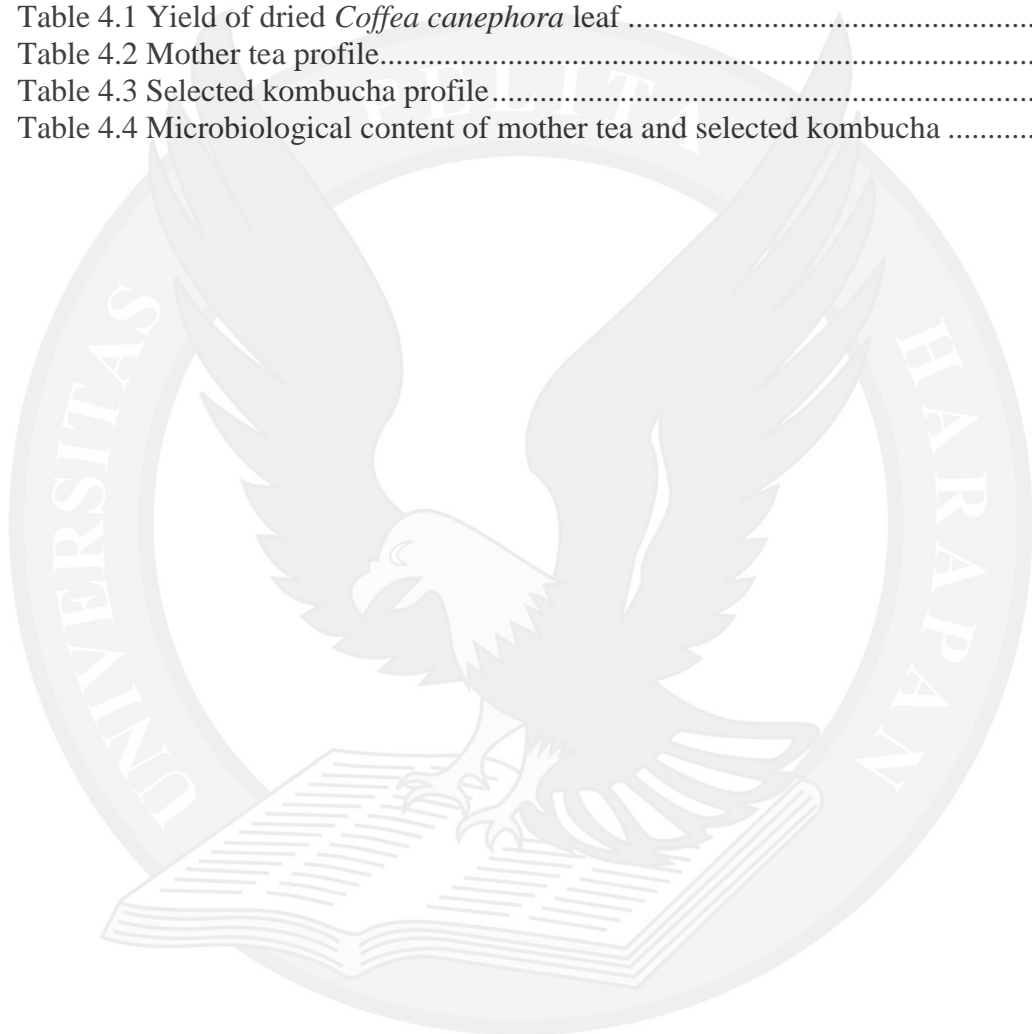 Table 4.1 Yield of dried Coffea canephora leaf ..........................................................
Table 4.2 Mother tea profile...................................................................................................
Table 4.3 Selected kombucha profile .................................................................................
Table 4.4 Microbiological content of mother tea and selected kombucha ............
UNIVERSITAS PELITA HARAPAN